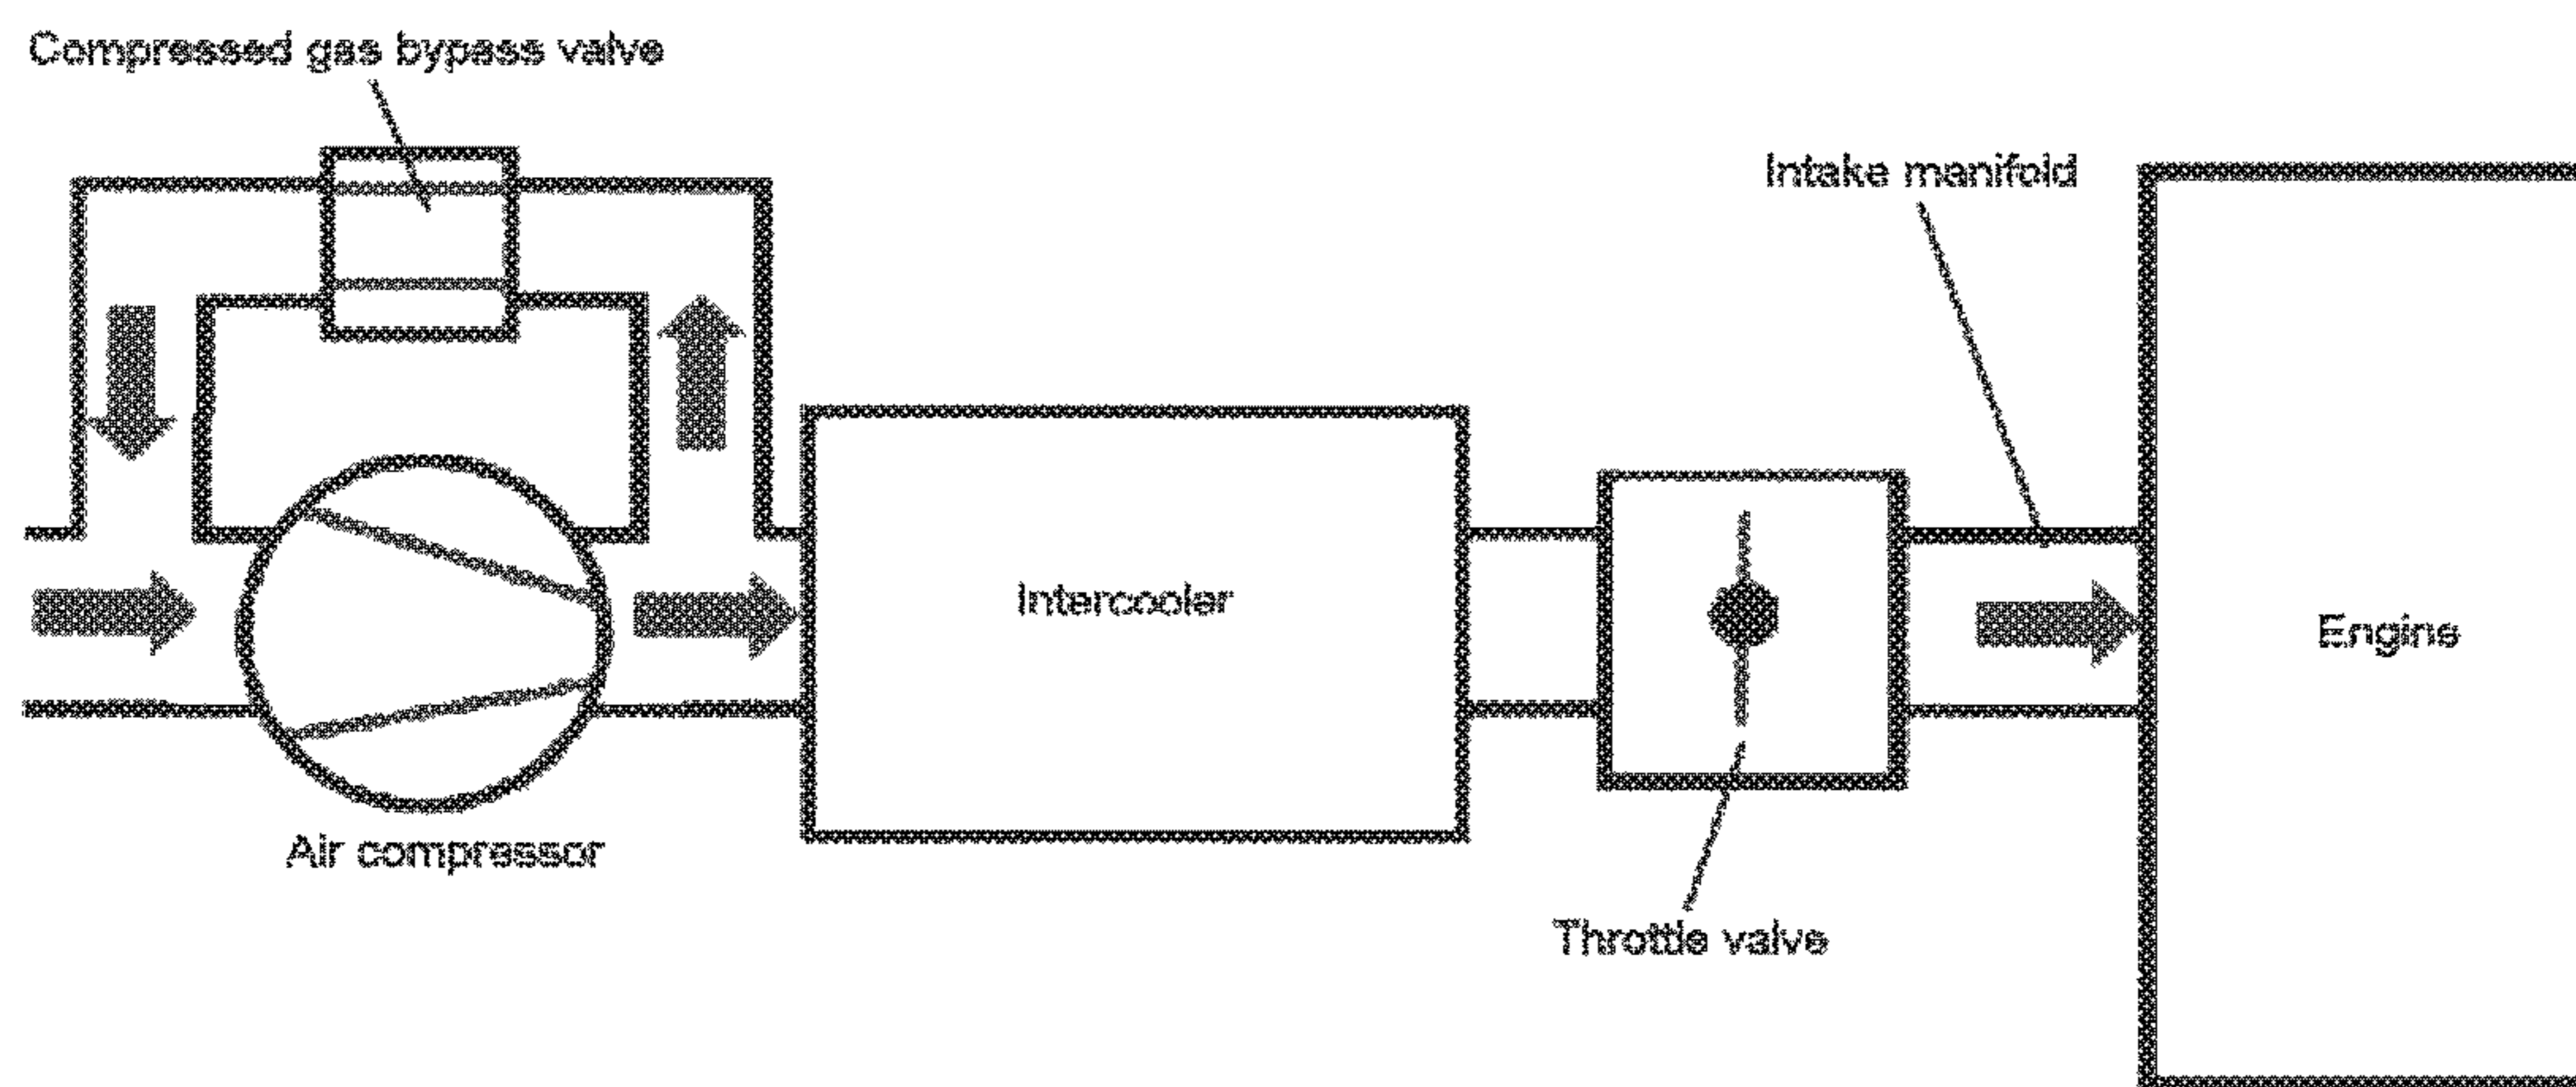 Compressed gas bypass valve
Intake manifold
Intercooler
Engine
Air compressor
Throttle valve